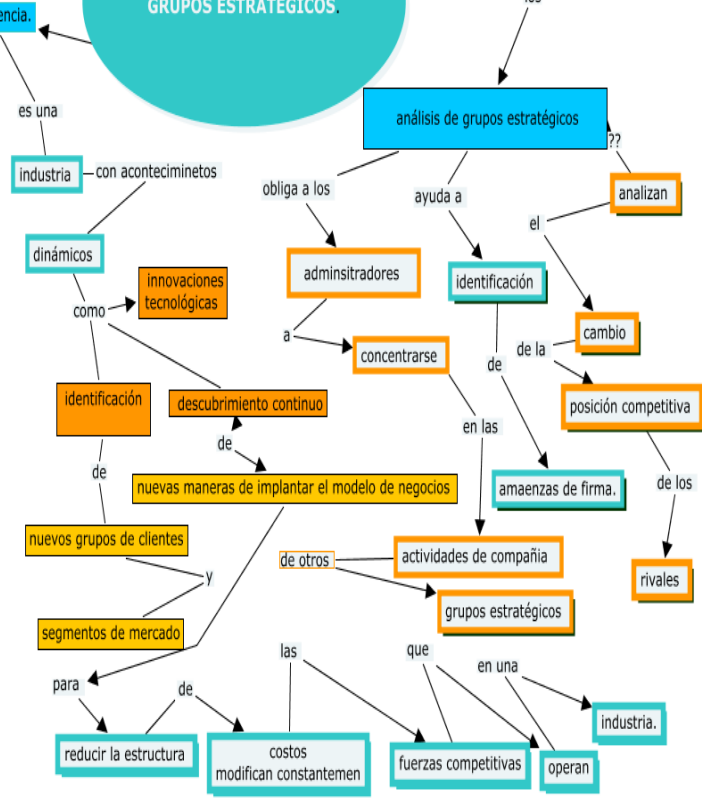 GRUPOS ESTRATÉGICOS.
es una
industria
con aconteciminetos
dinámicos
como
innovaciones
tecnológicas
identificación
descubrimiento continuo
de
de
nuevas maneras de implantar el modelo de negocios
nuevos grupos de clientes
y
segmentos de mercado
para
reducir la estructura
de
costos
modifican constantemen
las
fuerzas competitivas
que
operan
en una
industria.
análisis de grupos estratégicos
??
obliga a los
adminsitradores
a
concentrarse
en las
actividades de compañia
de otros
grupos estratégicos
ayuda a
identificación
de
amaenzas de firma.
analizan
el
cambio
de la
posición competitiva
de los
rivales